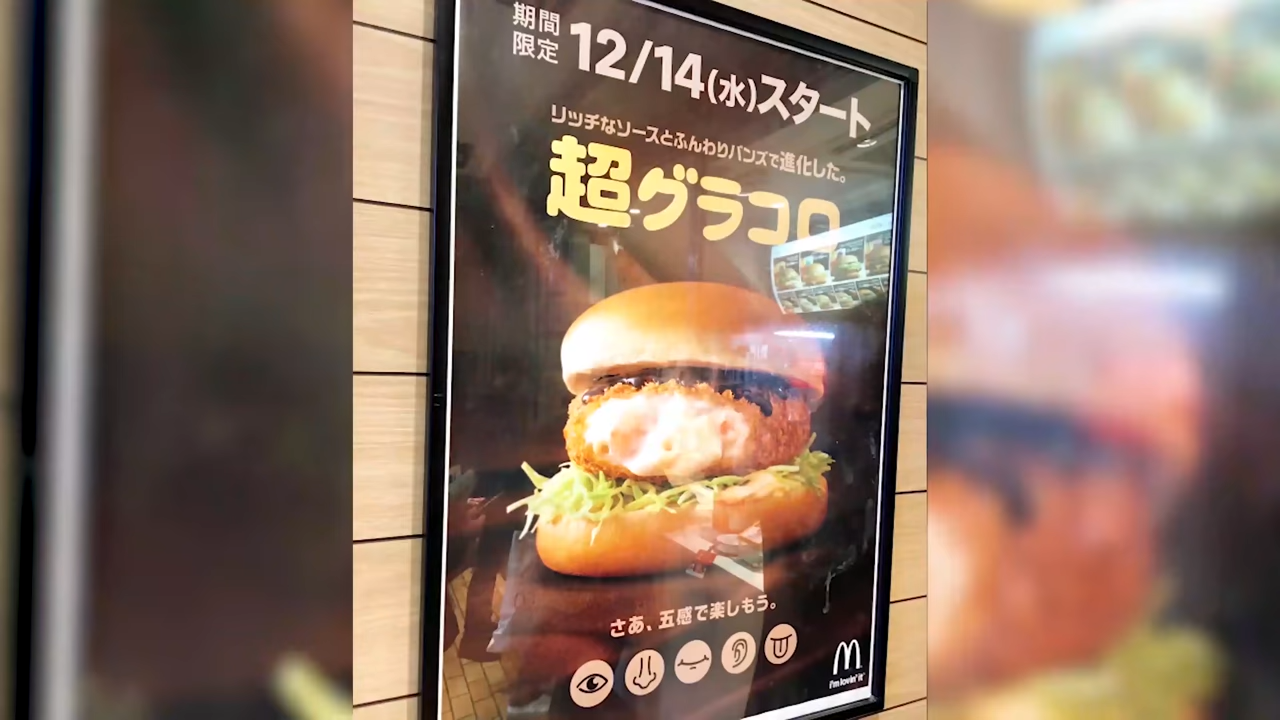 期間
限定
12/14(水)スタート
リッチなソースとふんわりバンズで進化した。
超グラコロ
さあ、五感で楽しもう。
i'm lovin' it